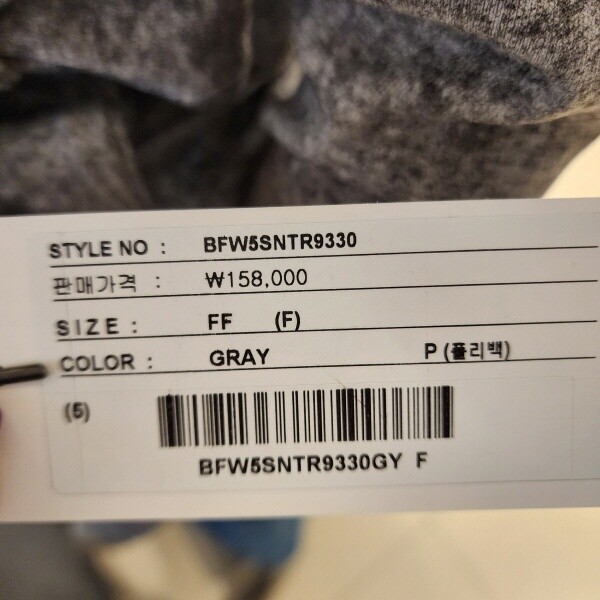 STYLE NO : BFW5SNTR9330
판매가격 : ₩158,000
SIZE : FF (F)
COLOR : GRAY P (폴리백)
(5)
BFW5SNTR9330GY F